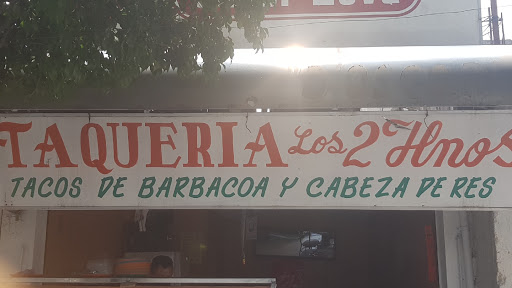 TAQUERIA Los 2 Hnos
TACOS DE BARBACOA Y CABEZA DE RES